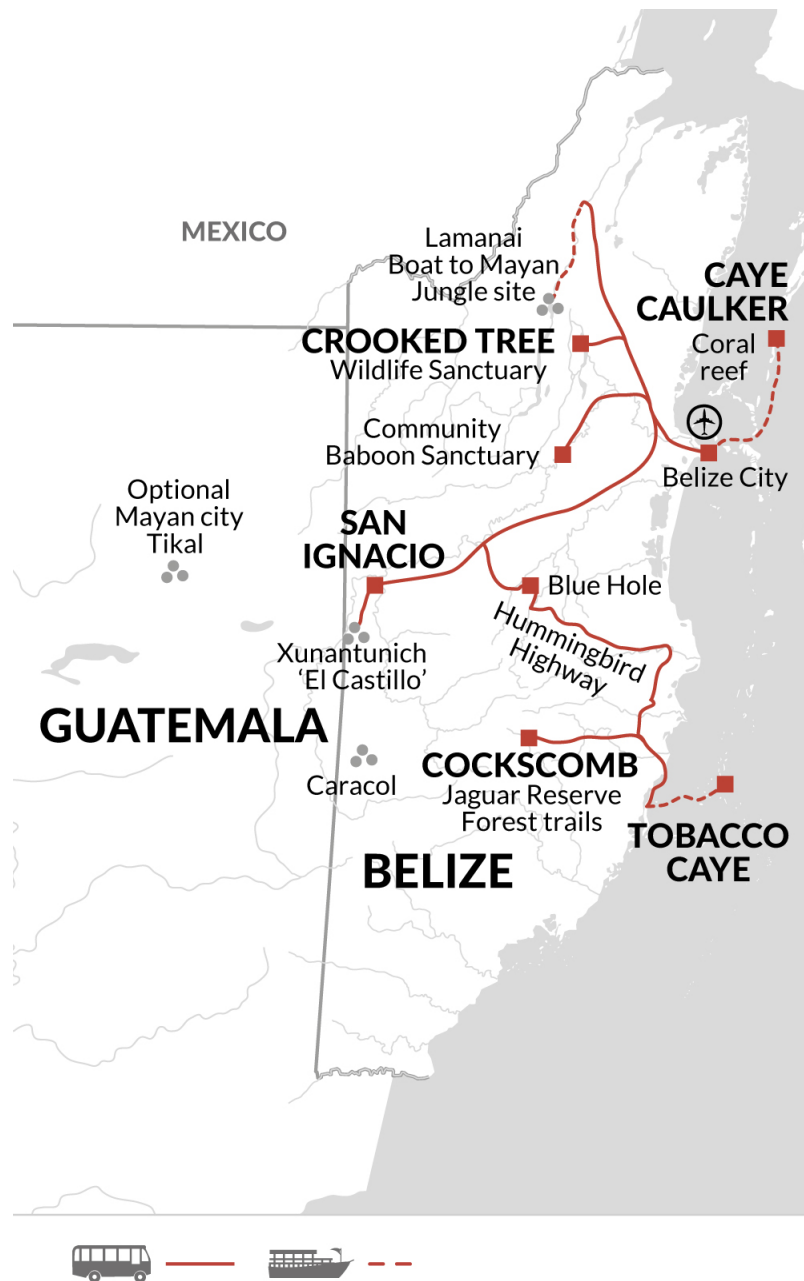 MEXICO
Lamanai
Boat to Mayan
Jungle site
CAYE
CAULKER
Coral
reef
CROOKED TREE
Wildlife Sanctuary
Community
Baboon Sanctuary
Belize City
Optional
Mayan city
Tikal
SAN
IGNACIO
Blue Hole
Hummingbird
Highway
Xunantunich
‘El Castillo’
GUATEMALA
COCKSCOMB
Jaguar Reserve
Forest trails
Caracol
TOBACCO
CAYE
BELIZE